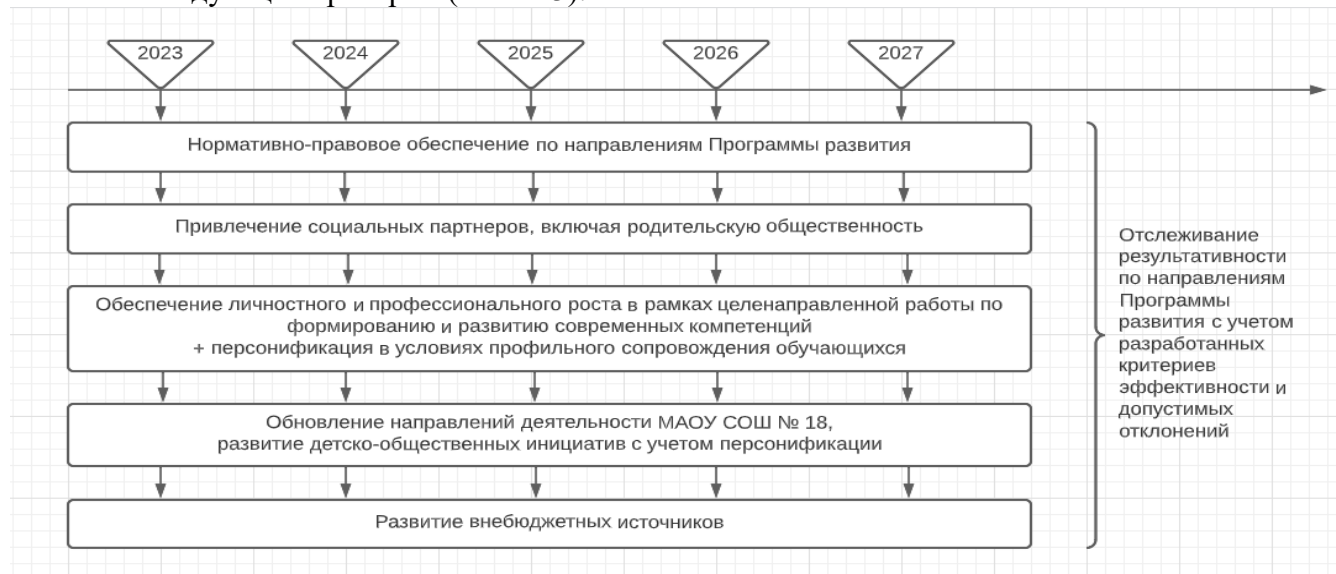 2023 2024 2025 2026 2027
Нормативно-правовое обеспечение по направлениям Программы развития
Привлечение социальных партнеров, включая родительскую общественность
Обеспечение личностного и профессионального роста в рамках целенаправленной работы по
формированию и развитию современных компетенций
+ персонификация в условиях профильного сопровождения обучающихся
Обновление направлений деятельности МАОУ СОШ № 18,
развитие детско-общественных инициатив с учетом персонификации
Развитие внебюджетных источников
Отслеживание
результативности
по направлениям
Программы
развития с учетом
разработанных
критериев
эффективности и
допустимых
отклонений